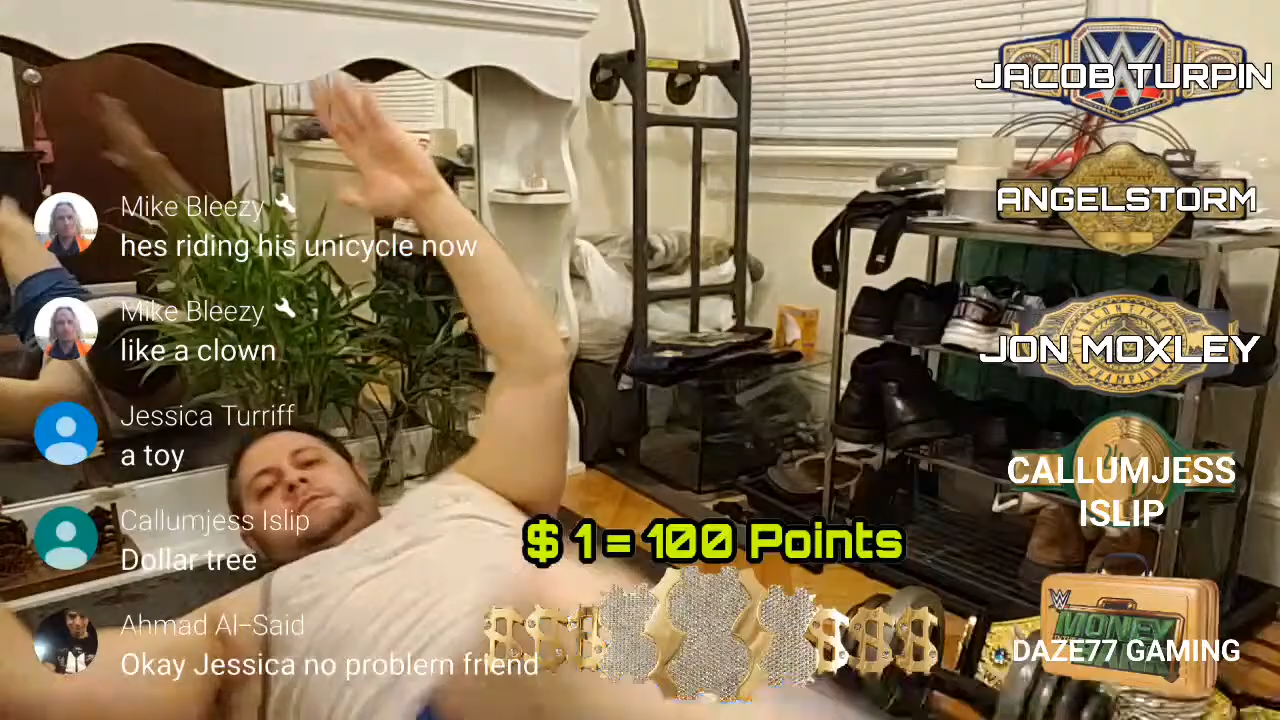 Mike Bleezy
hes riding his unicycle now
Mike Bleezy
like a clown
Jessica Turriff
a toy
Callumjess Islip
Dollar tree
Ahmad Al-Said
Okay Jessica no problem friend
$ 1 = 100 Points
JACOB TURPIN
ANGELSTORM
JON MOXLEY
CALLUMJESS
ISLIP
W
MONEY
DAZE77 GAMING